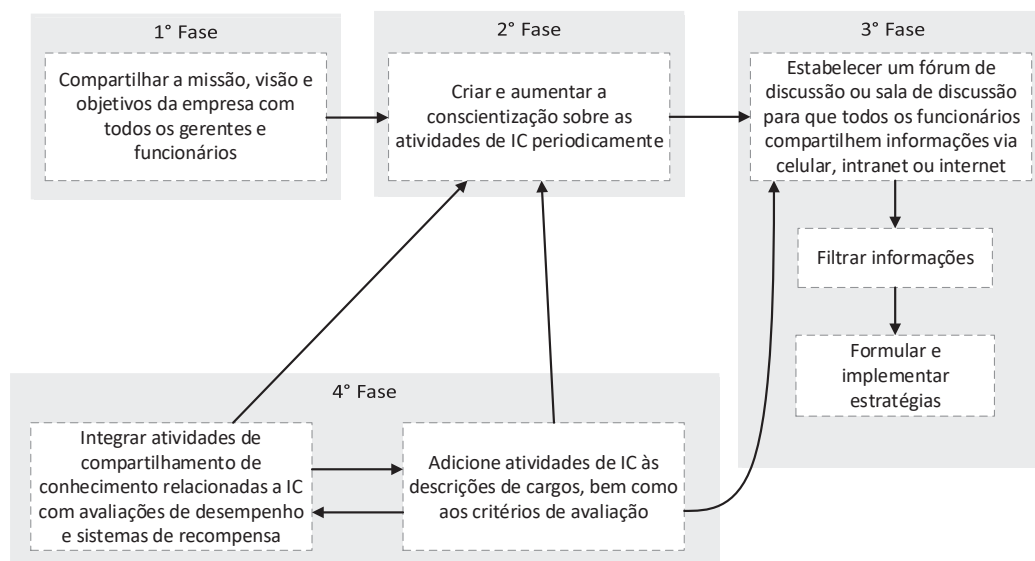 1° Fase
Compartilhar a missão, visão e
objetivos da empresa com
todos os gerentes e
funcionários
2° Fase
Criar e aumentar a
conscientização sobre as
atividades de IC periodicamente
3° Fase
Estabelecer um fórum de
discussão ou sala de discussão
para que todos os funcionários
compartilhem informações via
celular, intranet ou internet
Filtrar informações
Formular e
implementar
estratégias
4° Fase
Integrar atividades de
compartilhamento de
conhecimento relacionadas a IC
com avaliações de desempenho
e sistemas de recompensa
Adicione atividades de IC às
descrições de cargos, bem como
aos critérios de avaliação